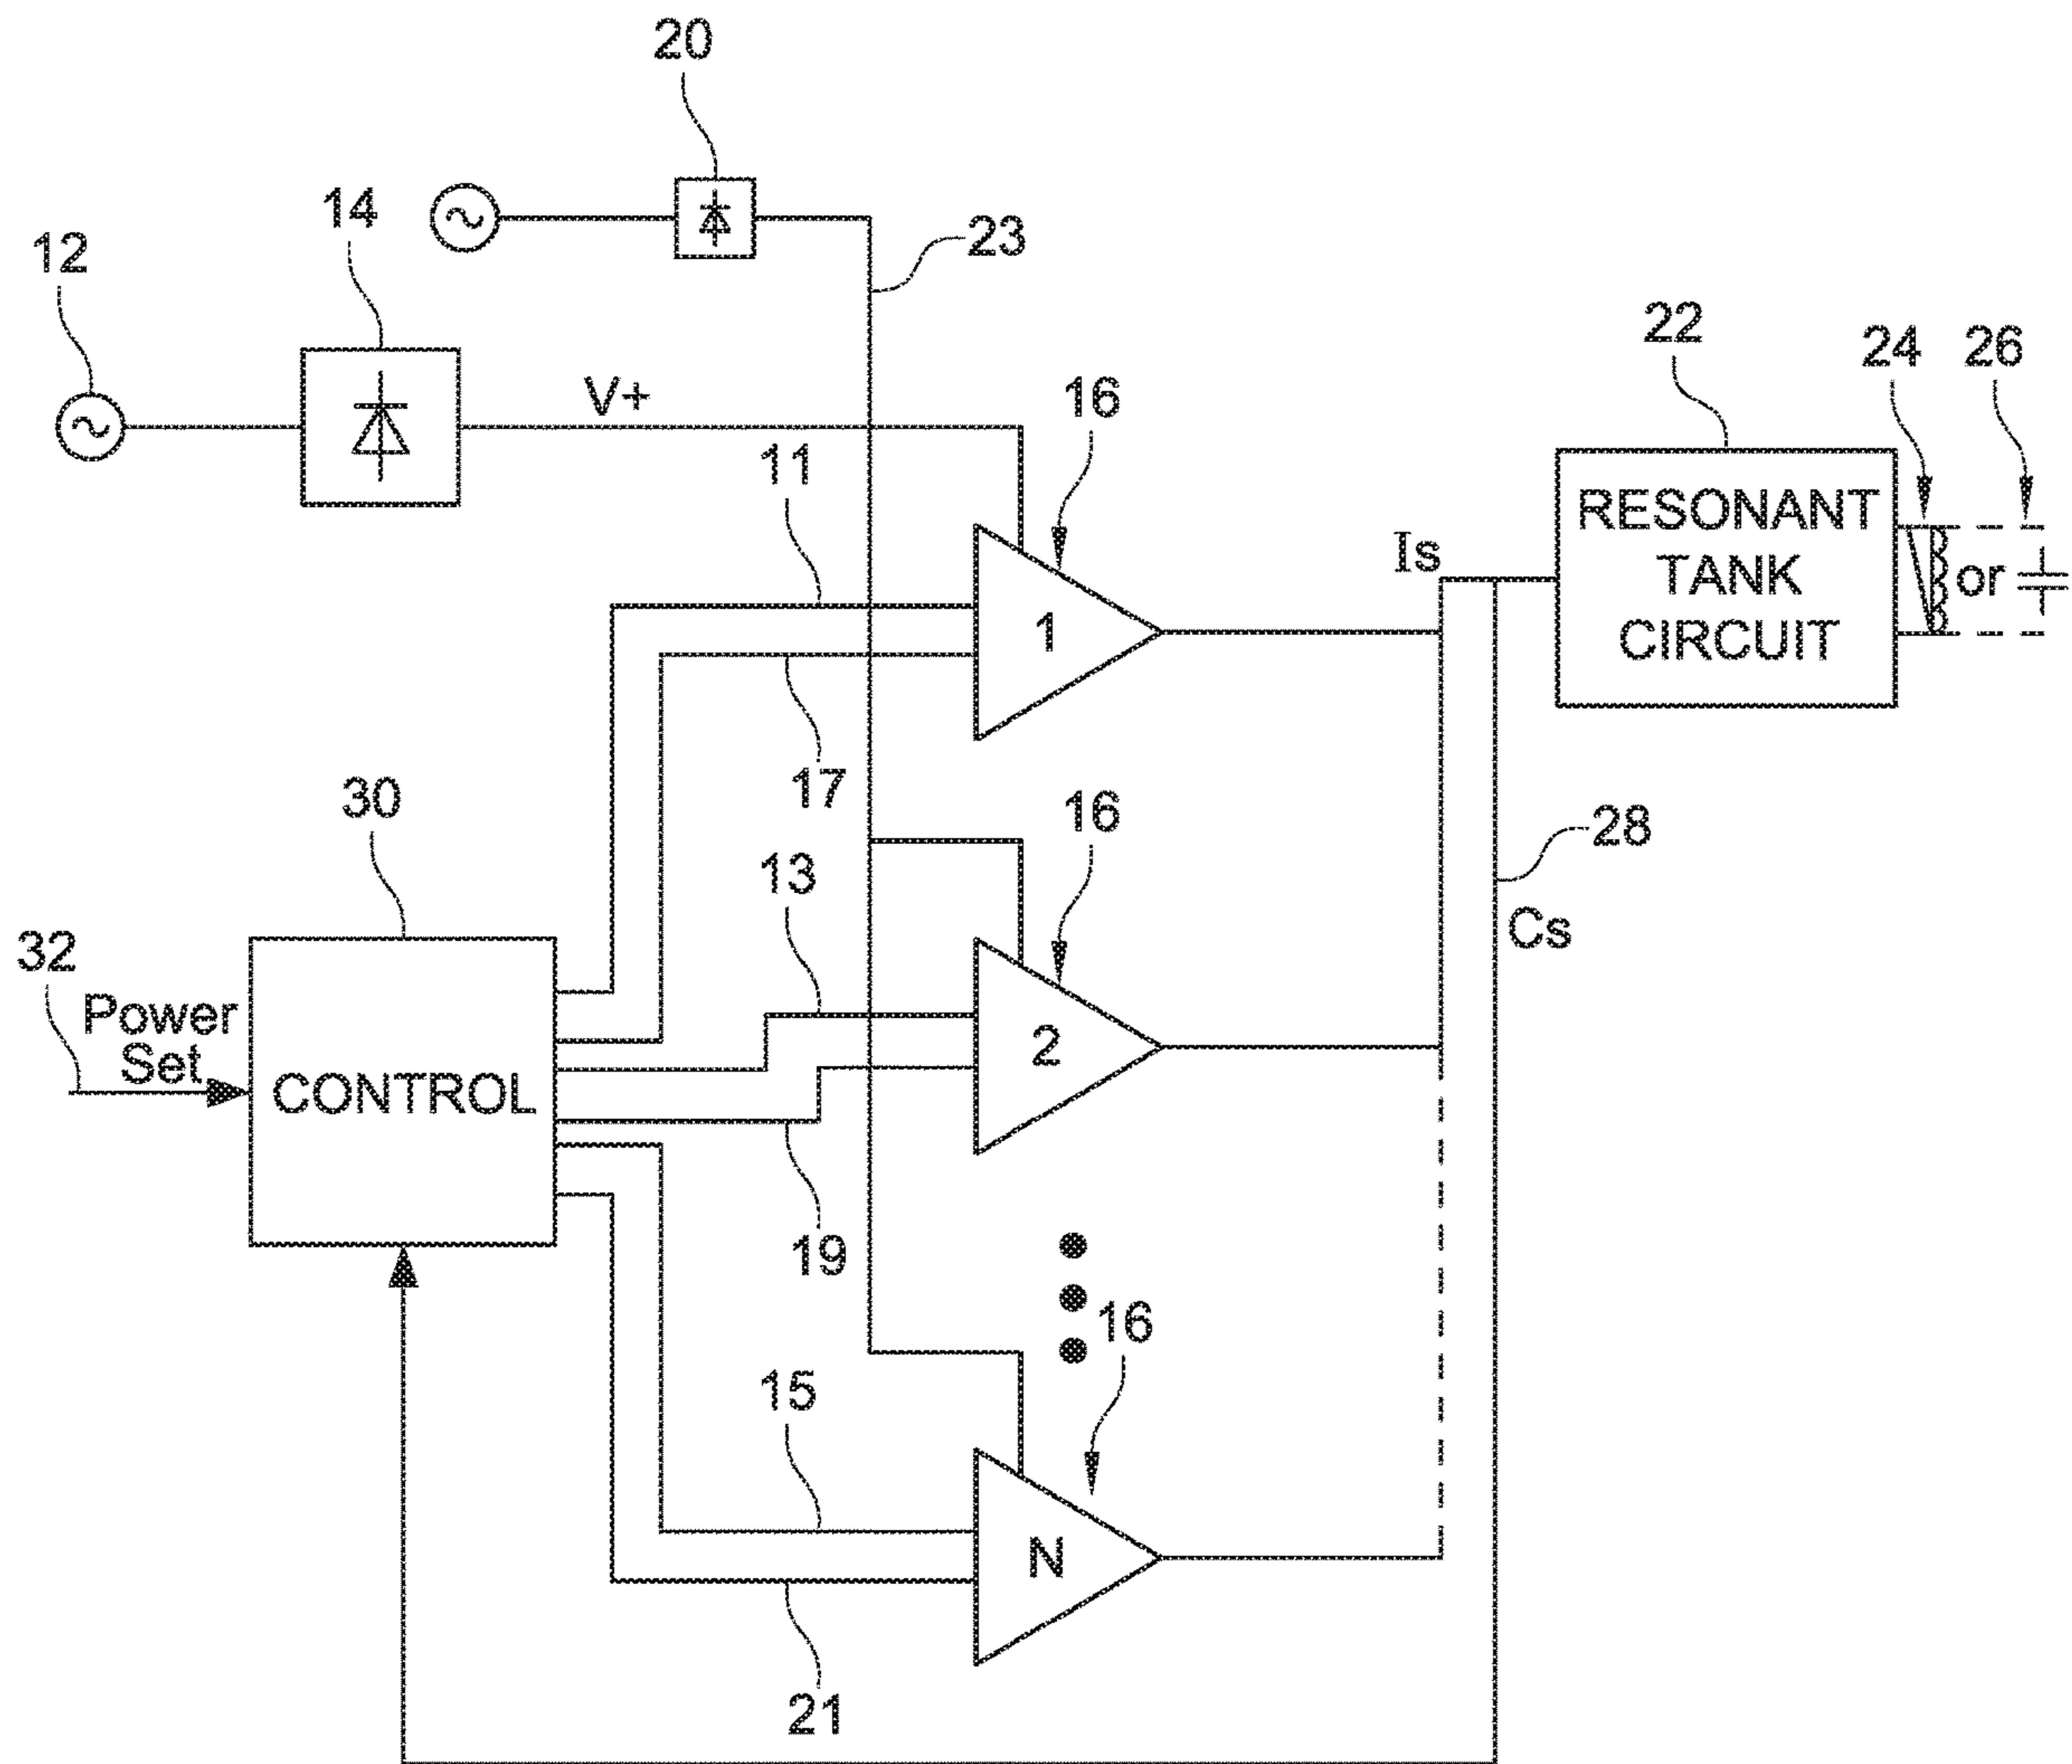 20
14
23
12
22
24
26
V+
16
11
RESONANT
TANK
CIRCUIT
or
Is
1
17
30
16
28
13
Cs
32
Power
Set
CONTROL
2
19
16
15
N
21